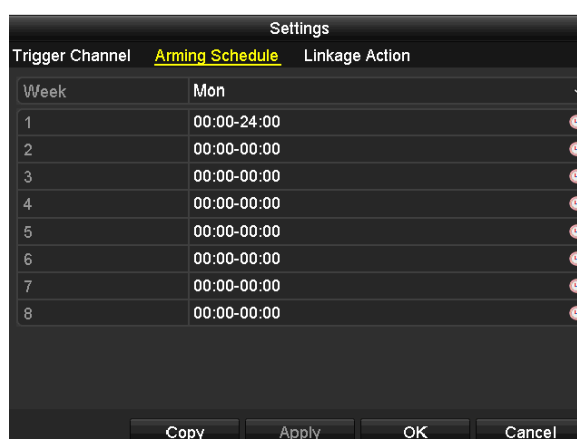 Settings
Trigger Channel Arming Schedule Linkage Action
Week Mon
1 00:00-24:00
2 00:00-00:00
3 00:00-00:00
4 00:00-00:00
5 00:00-00:00
6 00:00-00:00
7 00:00-00:00
8 00:00-00:00
Copy Apply OK Cancel